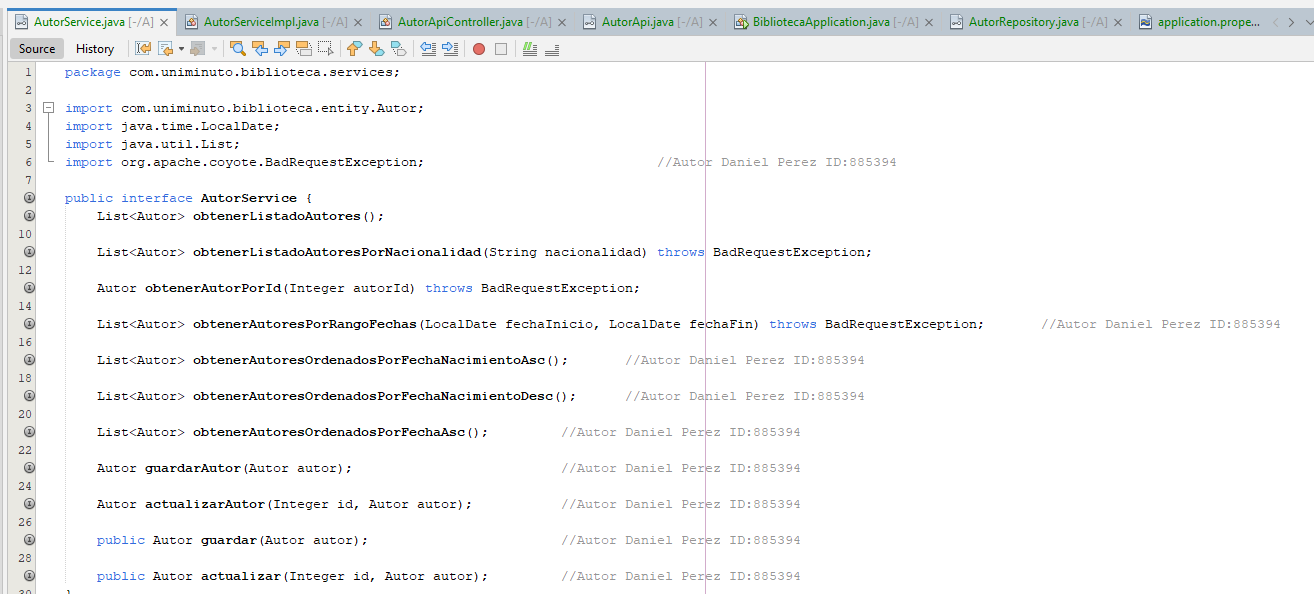 AutorService.java [-/A] AutorServiceImpl.java [-/A] AutorApiController.java [-/A] AutorApi.java [-/A] BibliotecaApplication.java [-/A] AutorRepository.java [-/A] application.prope...
Source History
1 package com.uniminuto.biblioteca.services;
2
3 import com.uniminuto.biblioteca.entity.Autor;
4 import java.time.LocalDate;
5 import java.util.List;
6 import org.apache.coyote.BadRequestException; //Autor Daniel Perez ID:885394
7
public interface AutorService {
List<Autor> obtenerListadoAutores();
10
List<Autor> obtenerListadoAutoresPorNacionalidad(String nacionalidad) throws BadRequestException;
12
Autor obtenerAutorPorId(Integer autorId) throws BadRequestException;
14
List<Autor> obtenerAutoresPorRangoFechas(LocalDate fechaInicio, LocalDate fechaFin) throws BadRequestException; //Autor Daniel Perez ID:885394
16
List<Autor> obtenerAutoresOrdenadosPorFechaNacimientoAsc(); //Autor Daniel Perez ID:885394
18
List<Autor> obtenerAutoresOrdenadosPorFechaNacimientoDesc(); //Autor Daniel Perez ID:885394
20
List<Autor> obtenerAutoresOrdenadosPorFechaAsc(); //Autor Daniel Perez ID:885394
22
Autor guardarAutor(Autor autor); //Autor Daniel Perez ID:885394
24
Autor actualizarAutor(Integer id, Autor autor); //Autor Daniel Perez ID:885394
26
public Autor guardar(Autor autor); //Autor Daniel Perez ID:885394
28
public Autor actualizar(Integer id, Autor autor); //Autor Daniel Perez ID:885394
30 }